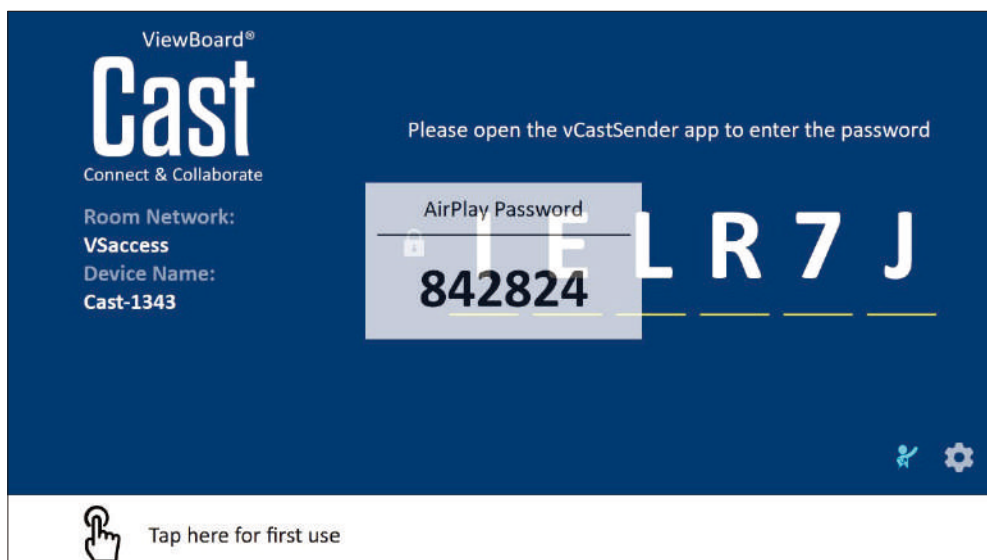 ViewBoard®
Cast
Connect & Collaborate
Room Network:
VSaccess
Device Name:
Cast-1343
Please open the vCastSender app to enter the password
AirPlay Password
842824
I E L R 7 J
Tap here for first use